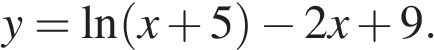 y = ln(x + 5) − 2x + 9.